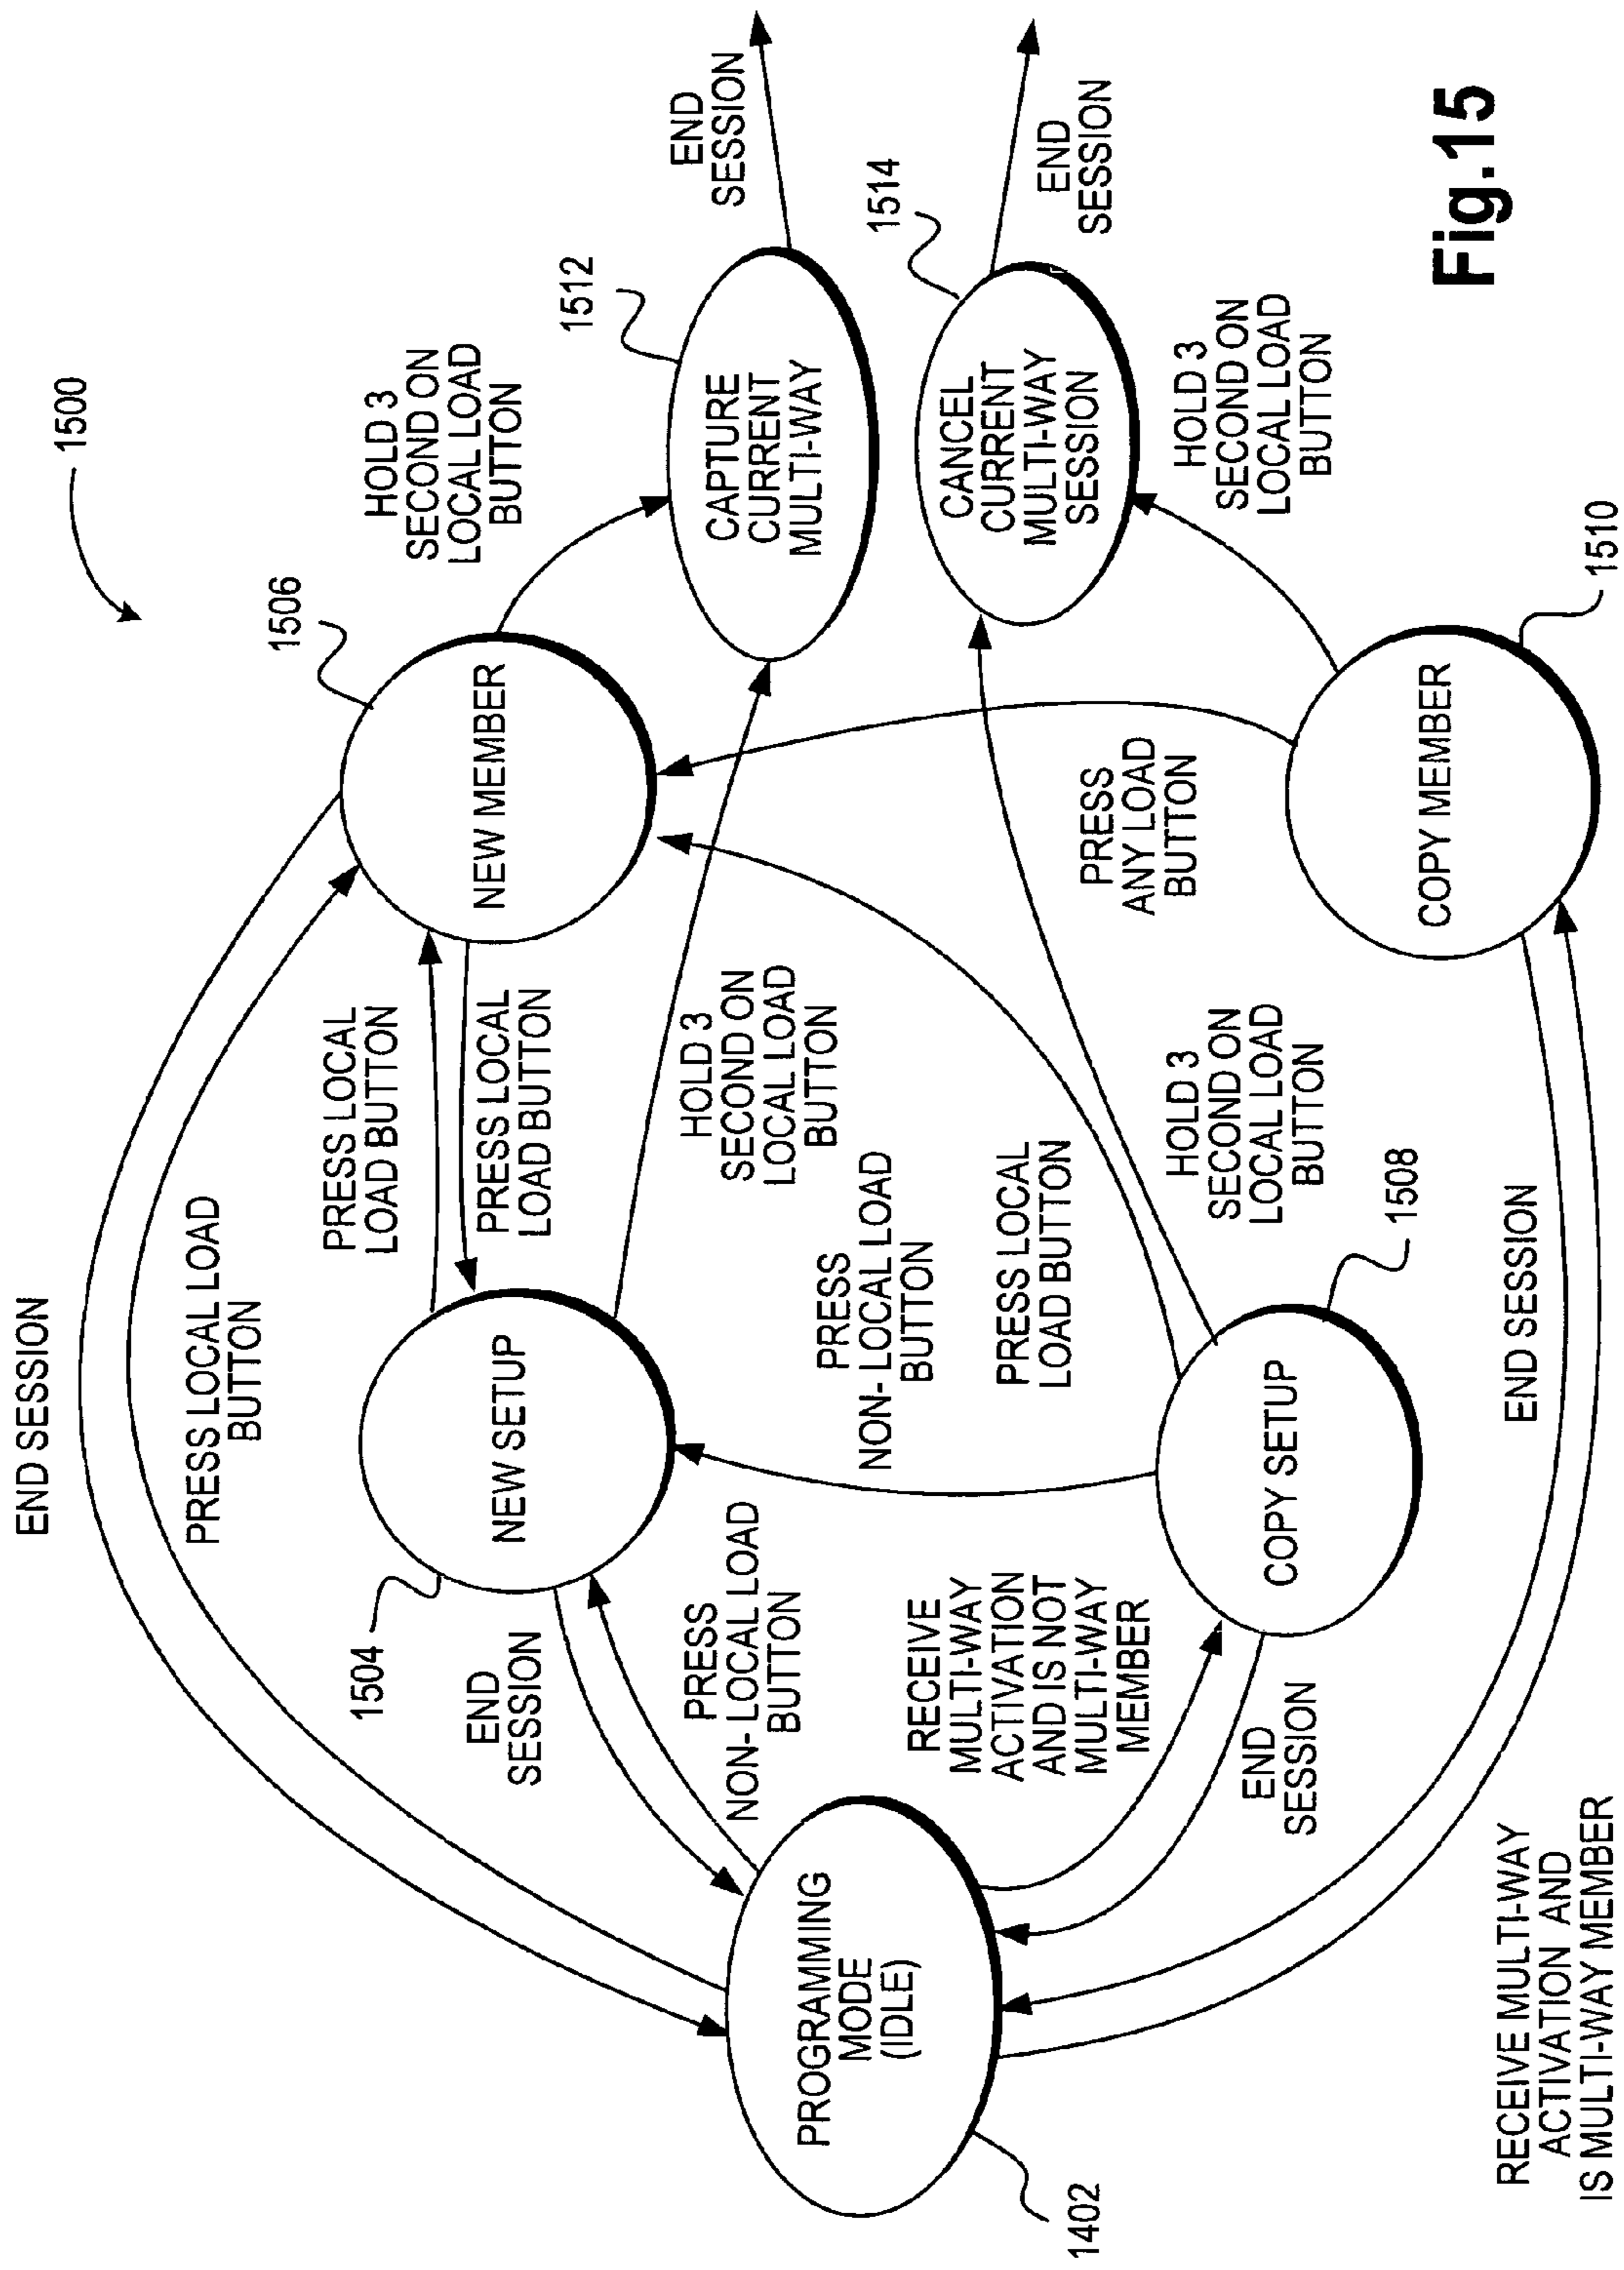 1500
END SESSION
PRESS LOCAL LOAD
BUTTON
1504
NEW SETUP
PRESS LOCAL
LOAD BUTTON
PRESS LOCAL
LOAD BUTTON
1506
NEW MEMBER
HOLD 3
SECOND ON
LOCAL LOAD
BUTTON
1512
CAPTURE
CURRENT
MULTI-WAY
END
SESSION
END
SESSION
PRESS
NON- LOCAL LOAD
BUTTON
HOLD 3
SECOND ON
LOCAL LOAD
BUTTON
PROGRAMMING
MODE
(IDLE)
1402
PRESS
NON- LOCAL LOAD
BUTTON
1514
CANCEL
CURRENT
MULTI-WAY
SESSION
END
SESSION
RECEIVE
MULTI-WAY
ACTIVATION
AND IS NOT
MULTI-WAY
MEMBER
PRESS LOCAL
LOAD BUTTON
PRESS
ANY LOAD
BUTTON
HOLD 3
SECOND ON
LOCAL LOAD
BUTTON
END
SESSION
COPY SETUP
1508
HOLD 3
SECOND ON
LOCAL LOAD
BUTTON
COPY MEMBER
1510
END SESSION
RECEIVE MULTI-WAY
ACTIVATION AND
IS MULTI-WAY MEMBER
Fig.15